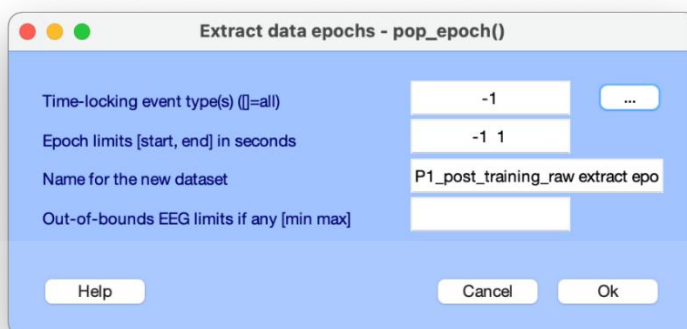 Extract data epochs - pop_epoch()
Time-locking event type(s) ([]=all) -1 ...
Epoch limits [start, end] in seconds -1 1
Name for the new dataset P1_post_training_raw extract epo
Out-of-bounds EEG limits if any [min max]
Help Cancel Ok